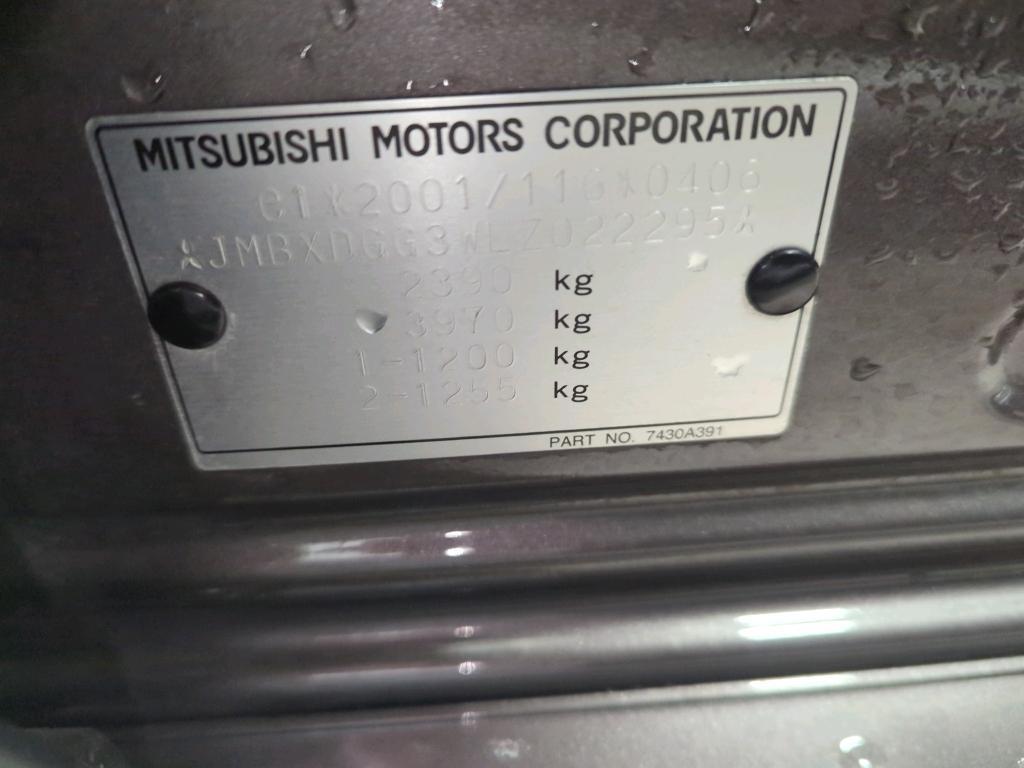 MITSUBISHI MOTORS CORPORATION
e1*2001/116*0406
*JMBXDGG3WLZ022295*
2390 kg
3970 kg
1-1200 kg
2-1255 kg
PART NO. 7430A391